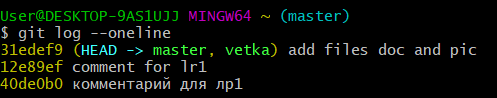 User@DESKTOP-9AS1UJJ MINGW64 ~ (master)
$ git log --oneline
31edef9 (HEAD -> master, vetka) add files doc and pic
12e89ef comment for lr1
40de0b0 комментарий для лр1